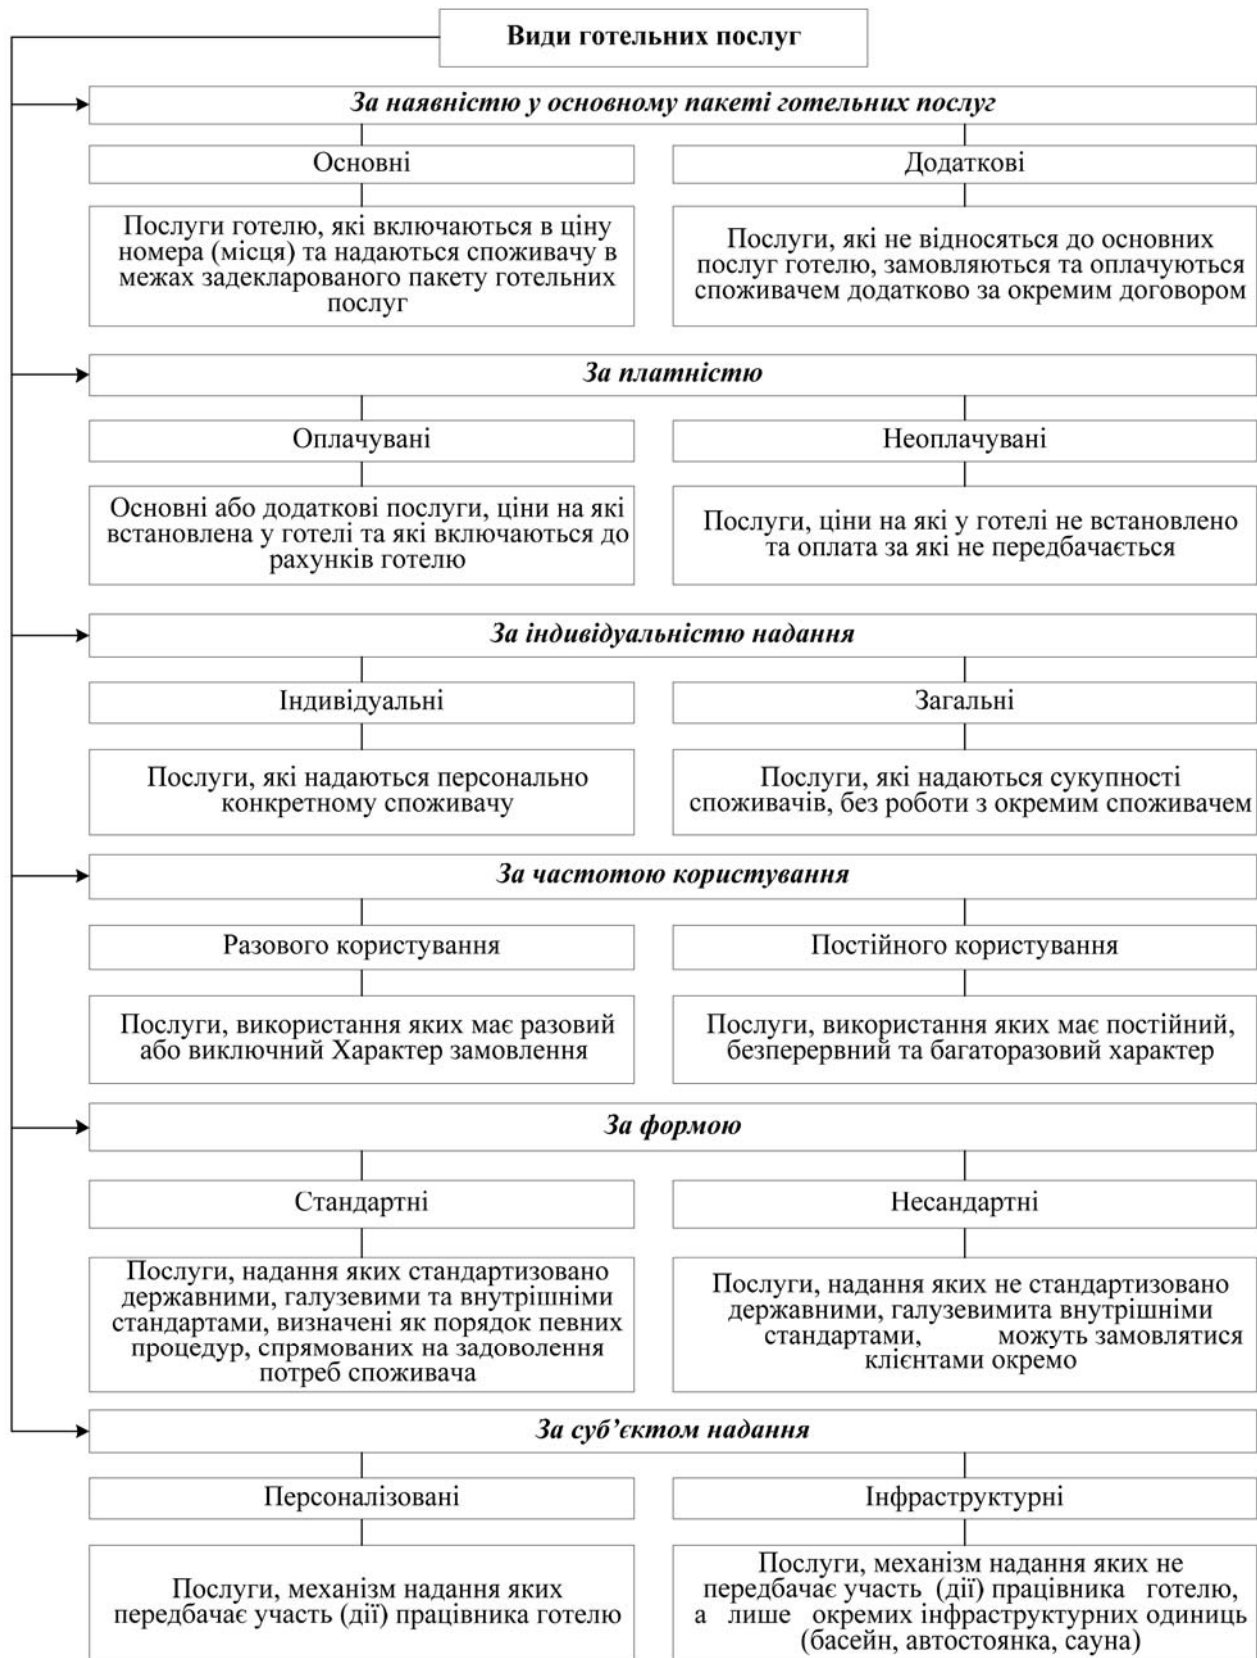 Види готельних послуг
За наявністю у основному пакеті готельних послуг
Основні
Додаткові
Послуги готелю, які включаються в ціну
номера (місця) та надаються споживачу в
межах задекларованого пакету готельних
послуг
Послуги, які не відносяться до основних
послуг готелю, замовляються та оплачуються
споживачем додатково за окремим договором
За платністю
Оплачувані
Неоплачувані
Основні або додаткові послуги, ціни на які
встановлена у готелі та які включаються до
рахунків готелю
Послуги, ціни на які у готелі не встановлено
та оплата за які не передбачається
За індивідуальністю надання
Індивідуальні
Загальні
Послуги, які надаються персонально
конкретному споживачу
Послуги, які надаються сукупності
споживачів, без роботи з окремим споживачем
За частотою користування
Разового користування
Постійного користування
Послуги, використання яких має разовий
або виключний Характер замовлення
Послуги, використання яких має постійний,
безперервний та багаторазовий характер
За формою
Стандартні
Несандартні
Послуги, надання яких стандартизовано
державними, галузевими та внутрішніми
стандартами, визначені як порядок певних
процедур, спрямованих на задоволення
потреб споживача
Послуги, надання яких не стандартизовано
державними, галузевимита внутрішніми
стандартами, можуть замовлятися
клієнтами окремо
За суб’єктом надання
Персоналізовані
Інфраструктурні
Послуги, механізм надання яких
передбачає участь (дії) працівника готелю
Послуги, механізм надання яких не
передбачає участь (дії) працівника готелю,
а лише окремих інфраструктурних одиниць
(басейн, автостоянка, сауна)